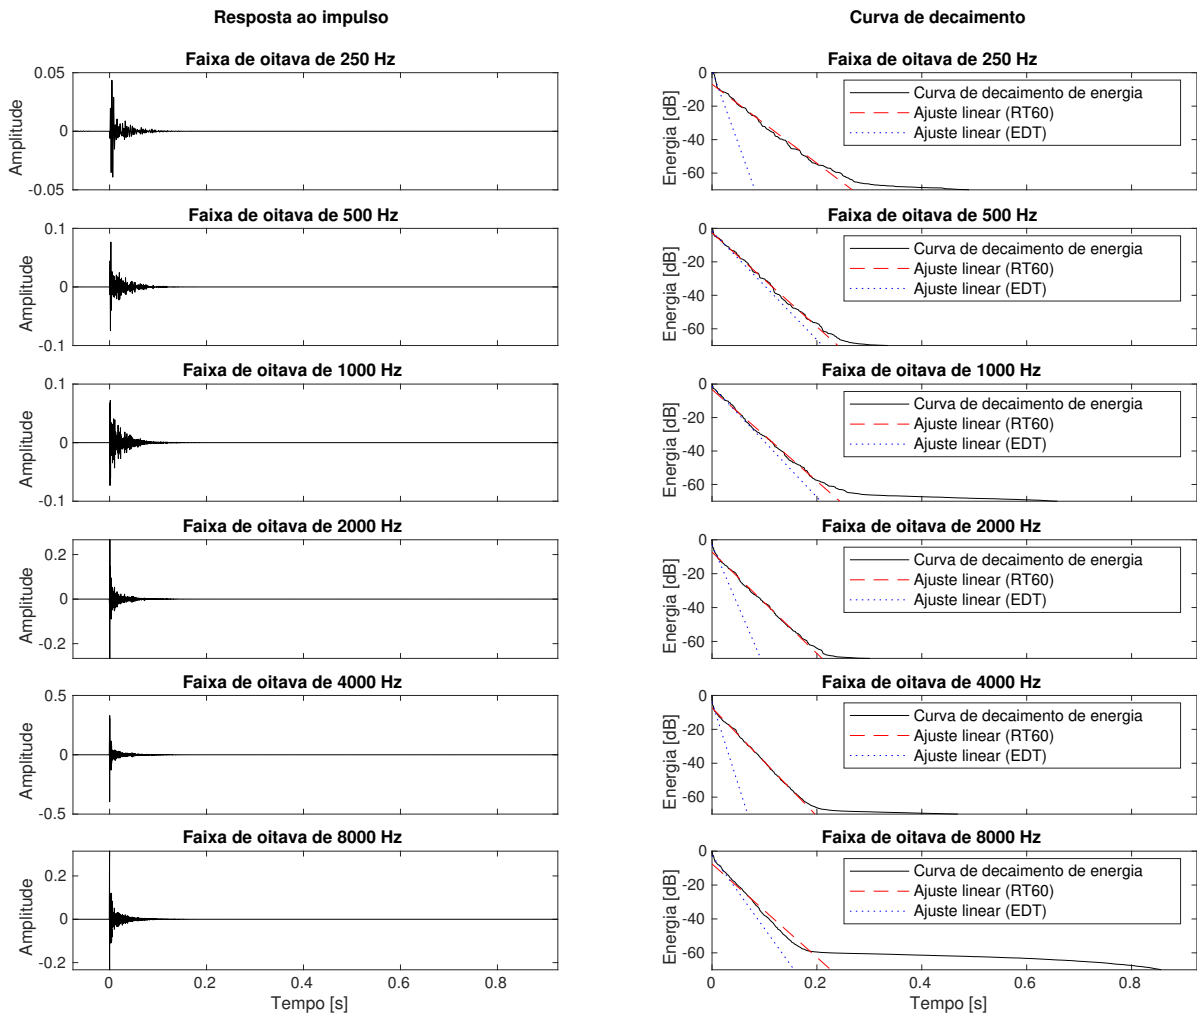 Resposta ao impulso
Curva de decaimento
Faixa de oitava de 250 Hz
0.05
0
-0.05
Amplitude
Faixa de oitava de 250 Hz
0
-20
-40
-60
Energia [dB]
Curva de decaimento de energia
Ajuste linear (RT60)
Ajuste linear (EDT)
Faixa de oitava de 500 Hz
0.1
0
-0.1
Amplitude
Faixa de oitava de 500 Hz
0
-20
-40
-60
Energia [dB]
Curva de decaimento de energia
Ajuste linear (RT60)
Ajuste linear (EDT)
Faixa de oitava de 1000 Hz
0.1
0
-0.1
Amplitude
Faixa de oitava de 1000 Hz
0
-20
-40
-60
Energia [dB]
Curva de decaimento de energia
Ajuste linear (RT60)
Ajuste linear (EDT)
Faixa de oitava de 2000 Hz
0.2
0
-0.2
Amplitude
Faixa de oitava de 2000 Hz
0
-20
-40
-60
Energia [dB]
Curva de decaimento de energia
Ajuste linear (RT60)
Ajuste linear (EDT)
Faixa de oitava de 4000 Hz
0.5
0
-0.5
Amplitude
Faixa de oitava de 4000 Hz
0
-20
-40
-60
Energia [dB]
Curva de decaimento de energia
Ajuste linear (RT60)
Ajuste linear (EDT)
Faixa de oitava de 8000 Hz
0.2
0
-0.2
Amplitude
0 0.2 0.4 0.6 0.8
Tempo [s]
Faixa de oitava de 8000 Hz
0
-20
-40
-60
Energia [dB]
Curva de decaimento de energia
Ajuste linear (RT60)
Ajuste linear (EDT)
0 0.2 0.4 0.6 0.8
Tempo [s]